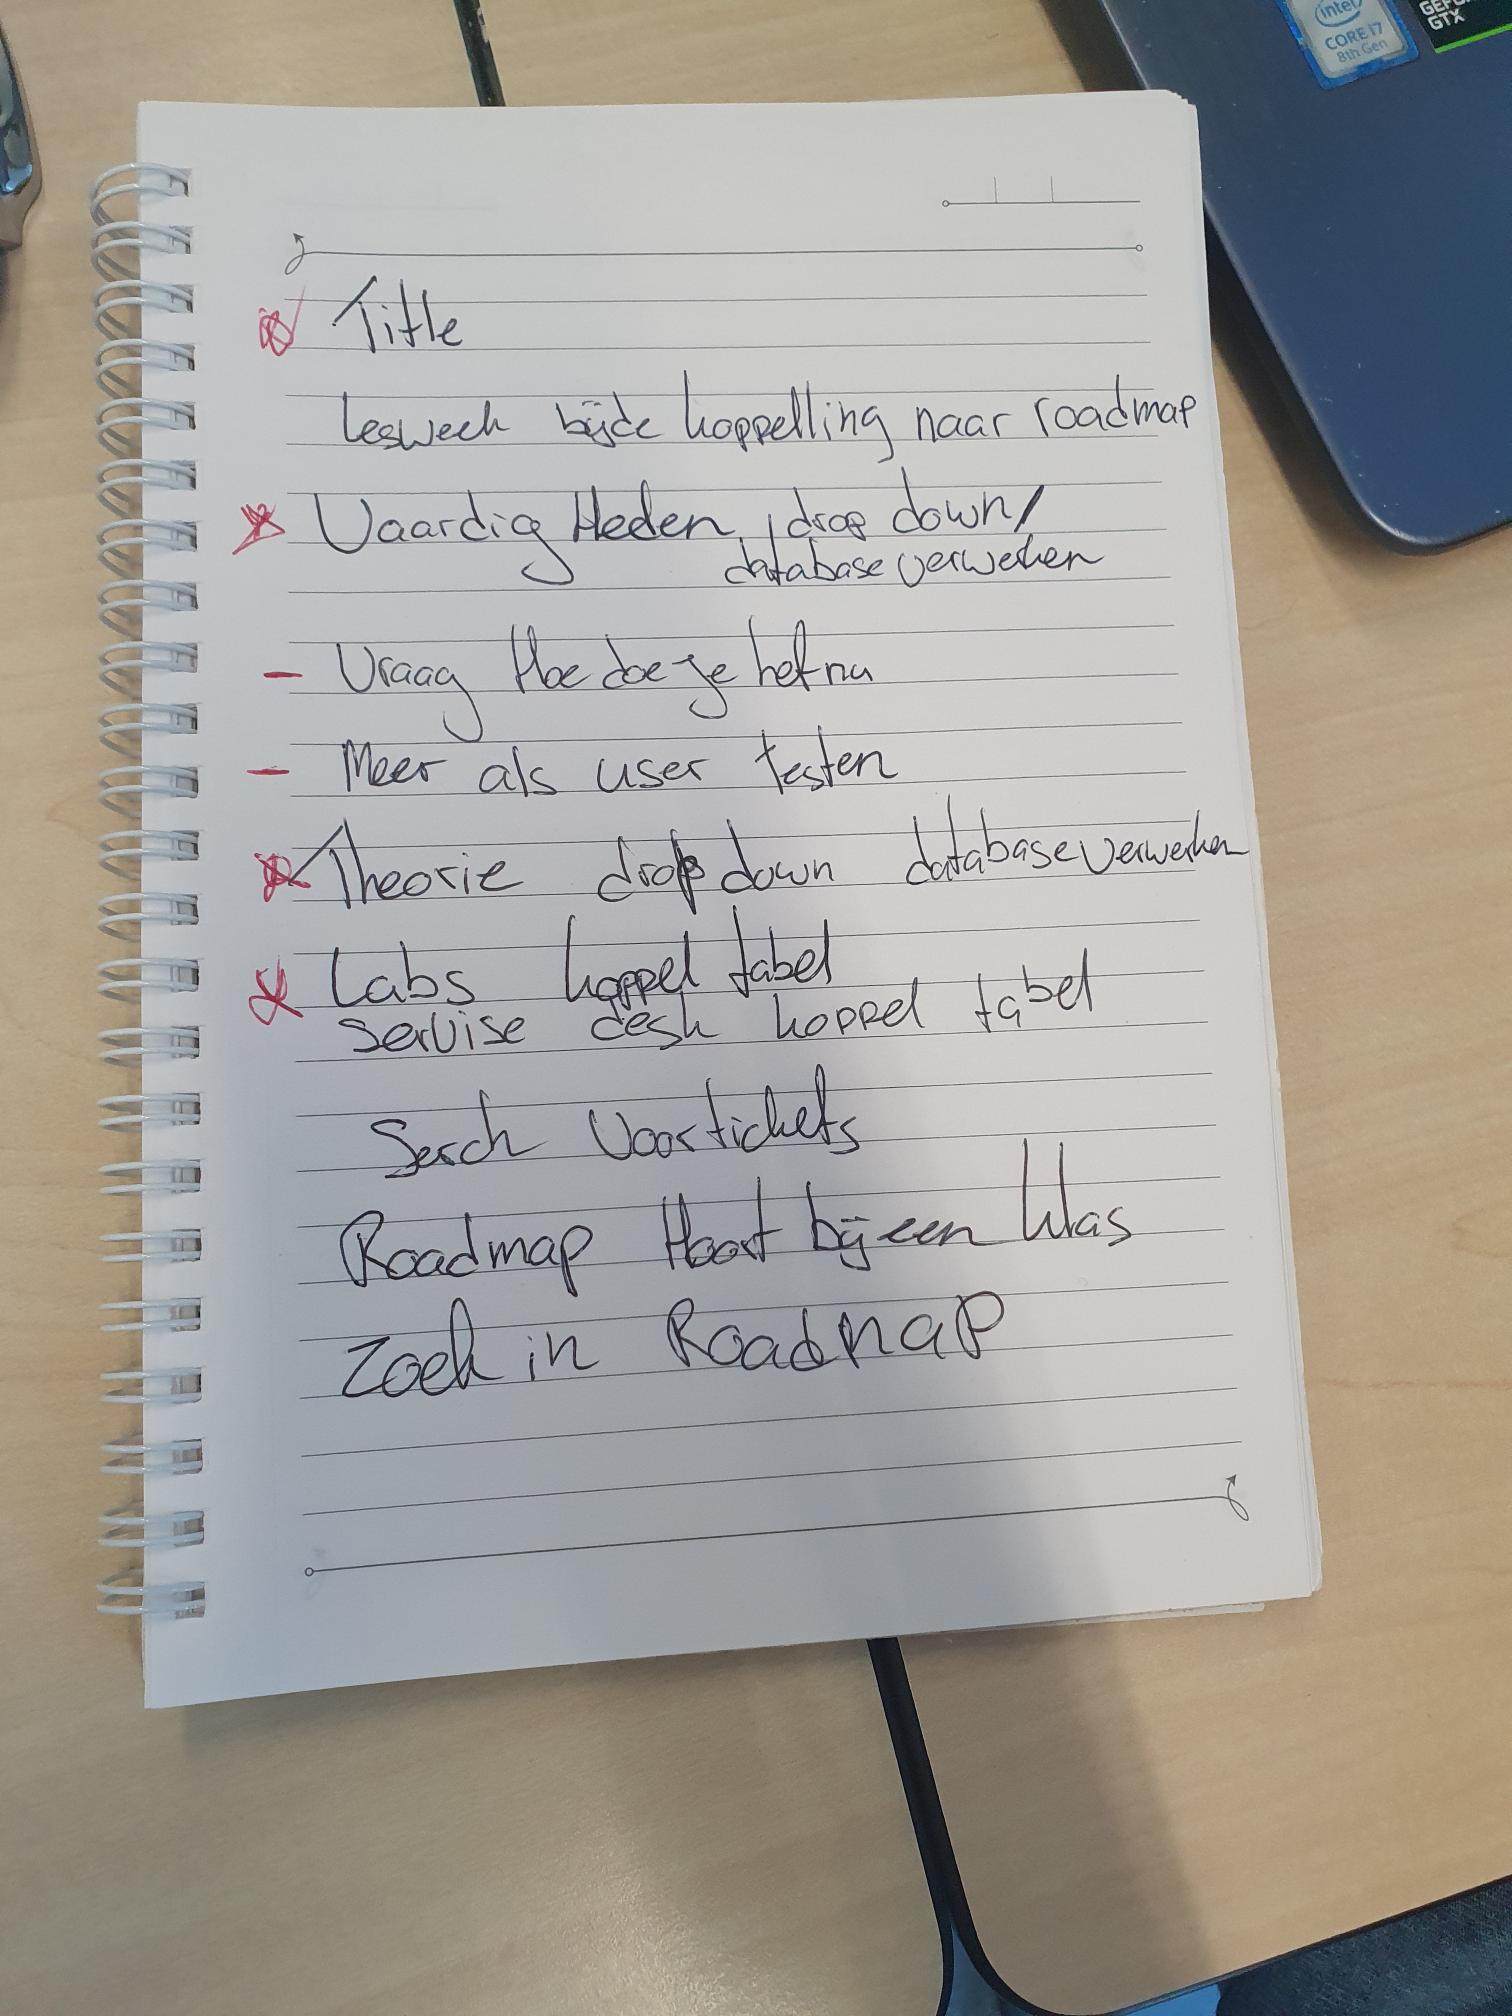 intel
CORE i7
8th Gen
GTX
Title
Lesweek bijde koppelling naar roadmap
Vaardig Heden, drop down/
database verwerken
- Vraag Hoe doe je het nu
- Meer als user testen
Theorie drop down database verwerken
Labs koppel tabel
Servise desk koppel tabel
Serch voor tickets
Roadmap Hoort bij een klas
Zoek in Roadmap